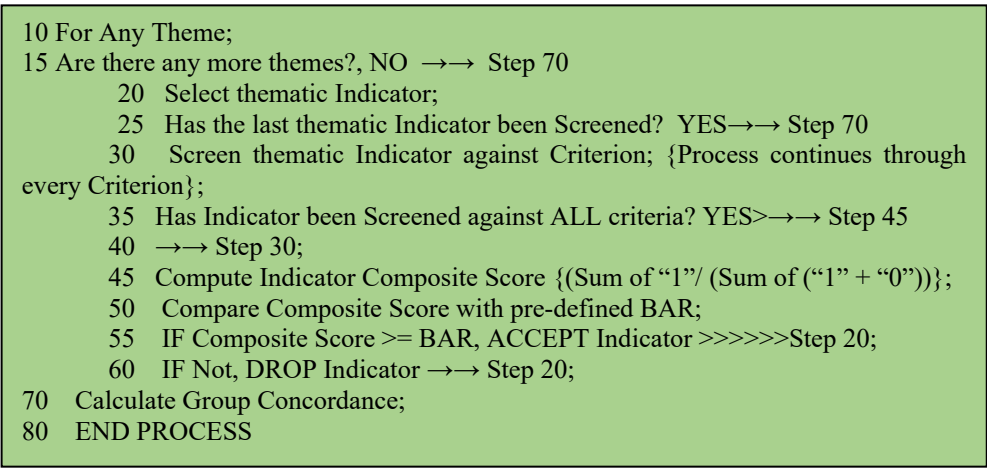 10 For Any Theme;
15 Are there any more themes?, NO →→ Step 70
20 Select thematic Indicator;
25 Has the last thematic Indicator been Screened? YES→→ Step 70
30 Screen thematic Indicator against Criterion; {Process continues through
every Criterion};
35 Has Indicator been Screened against ALL criteria? YES>→→ Step 45
40 →→ Step 30;
45 Compute Indicator Composite Score {(Sum of “1”/ (Sum of (“1” + “0”))};
50 Compare Composite Score with pre-defined BAR;
55 IF Composite Score >= BAR, ACCEPT Indicator >>>>>>Step 20;
60 IF Not, DROP Indicator →→ Step 20;
70 Calculate Group Concordance;
80 END PROCESS